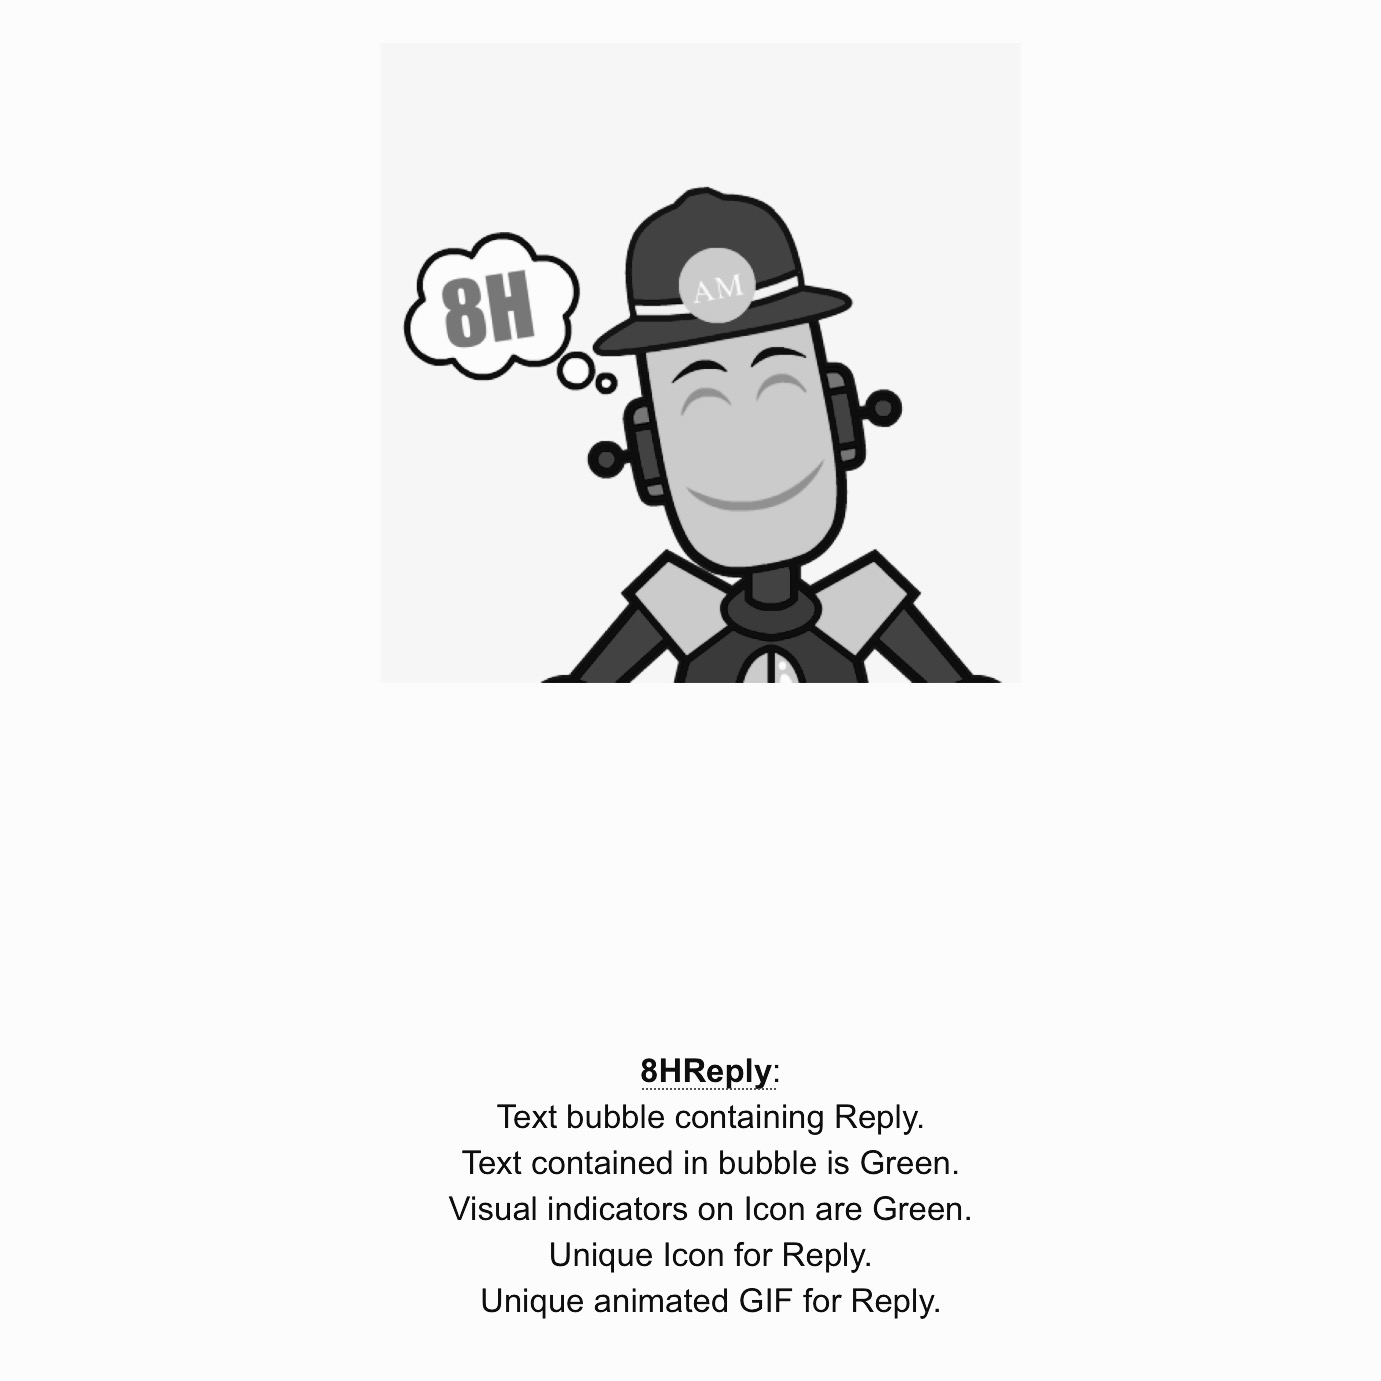 8H
AM
8HReply:
Text bubble containing Reply.
Text contained in bubble is Green.
Visual indicators on Icon are Green.
Unique Icon for Reply.
Unique animated GIF for Reply.